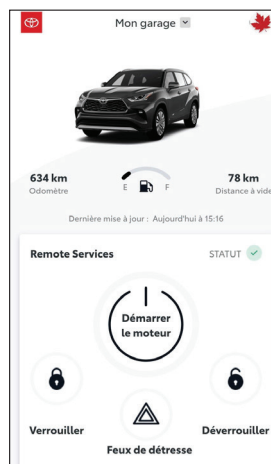 Mon garage
634 km
Odomètre
E F
78 km
Distance à vide
Dernière mise à jour : Aujourd'hui à 15:16
Remote Services
STATUT
Démarrer
le moteur
Verrouiller
Déverrouiller
Feux de détresse